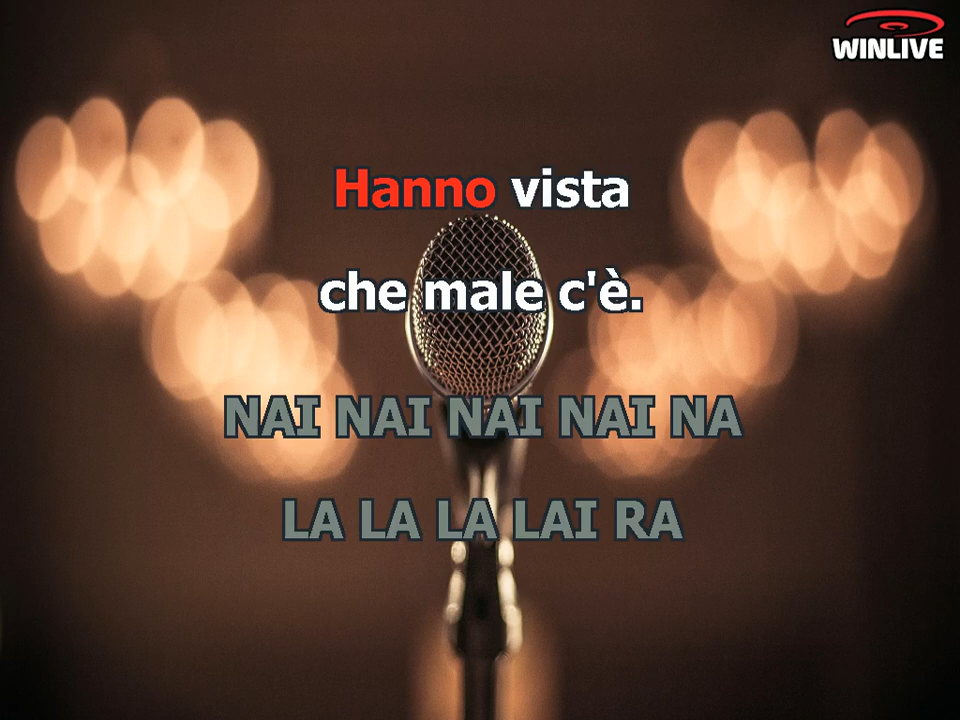 WINLIVE
Hanno vista
che male c'è.
NAI NAI NAI NAI NA
LA LA LA LAI RA